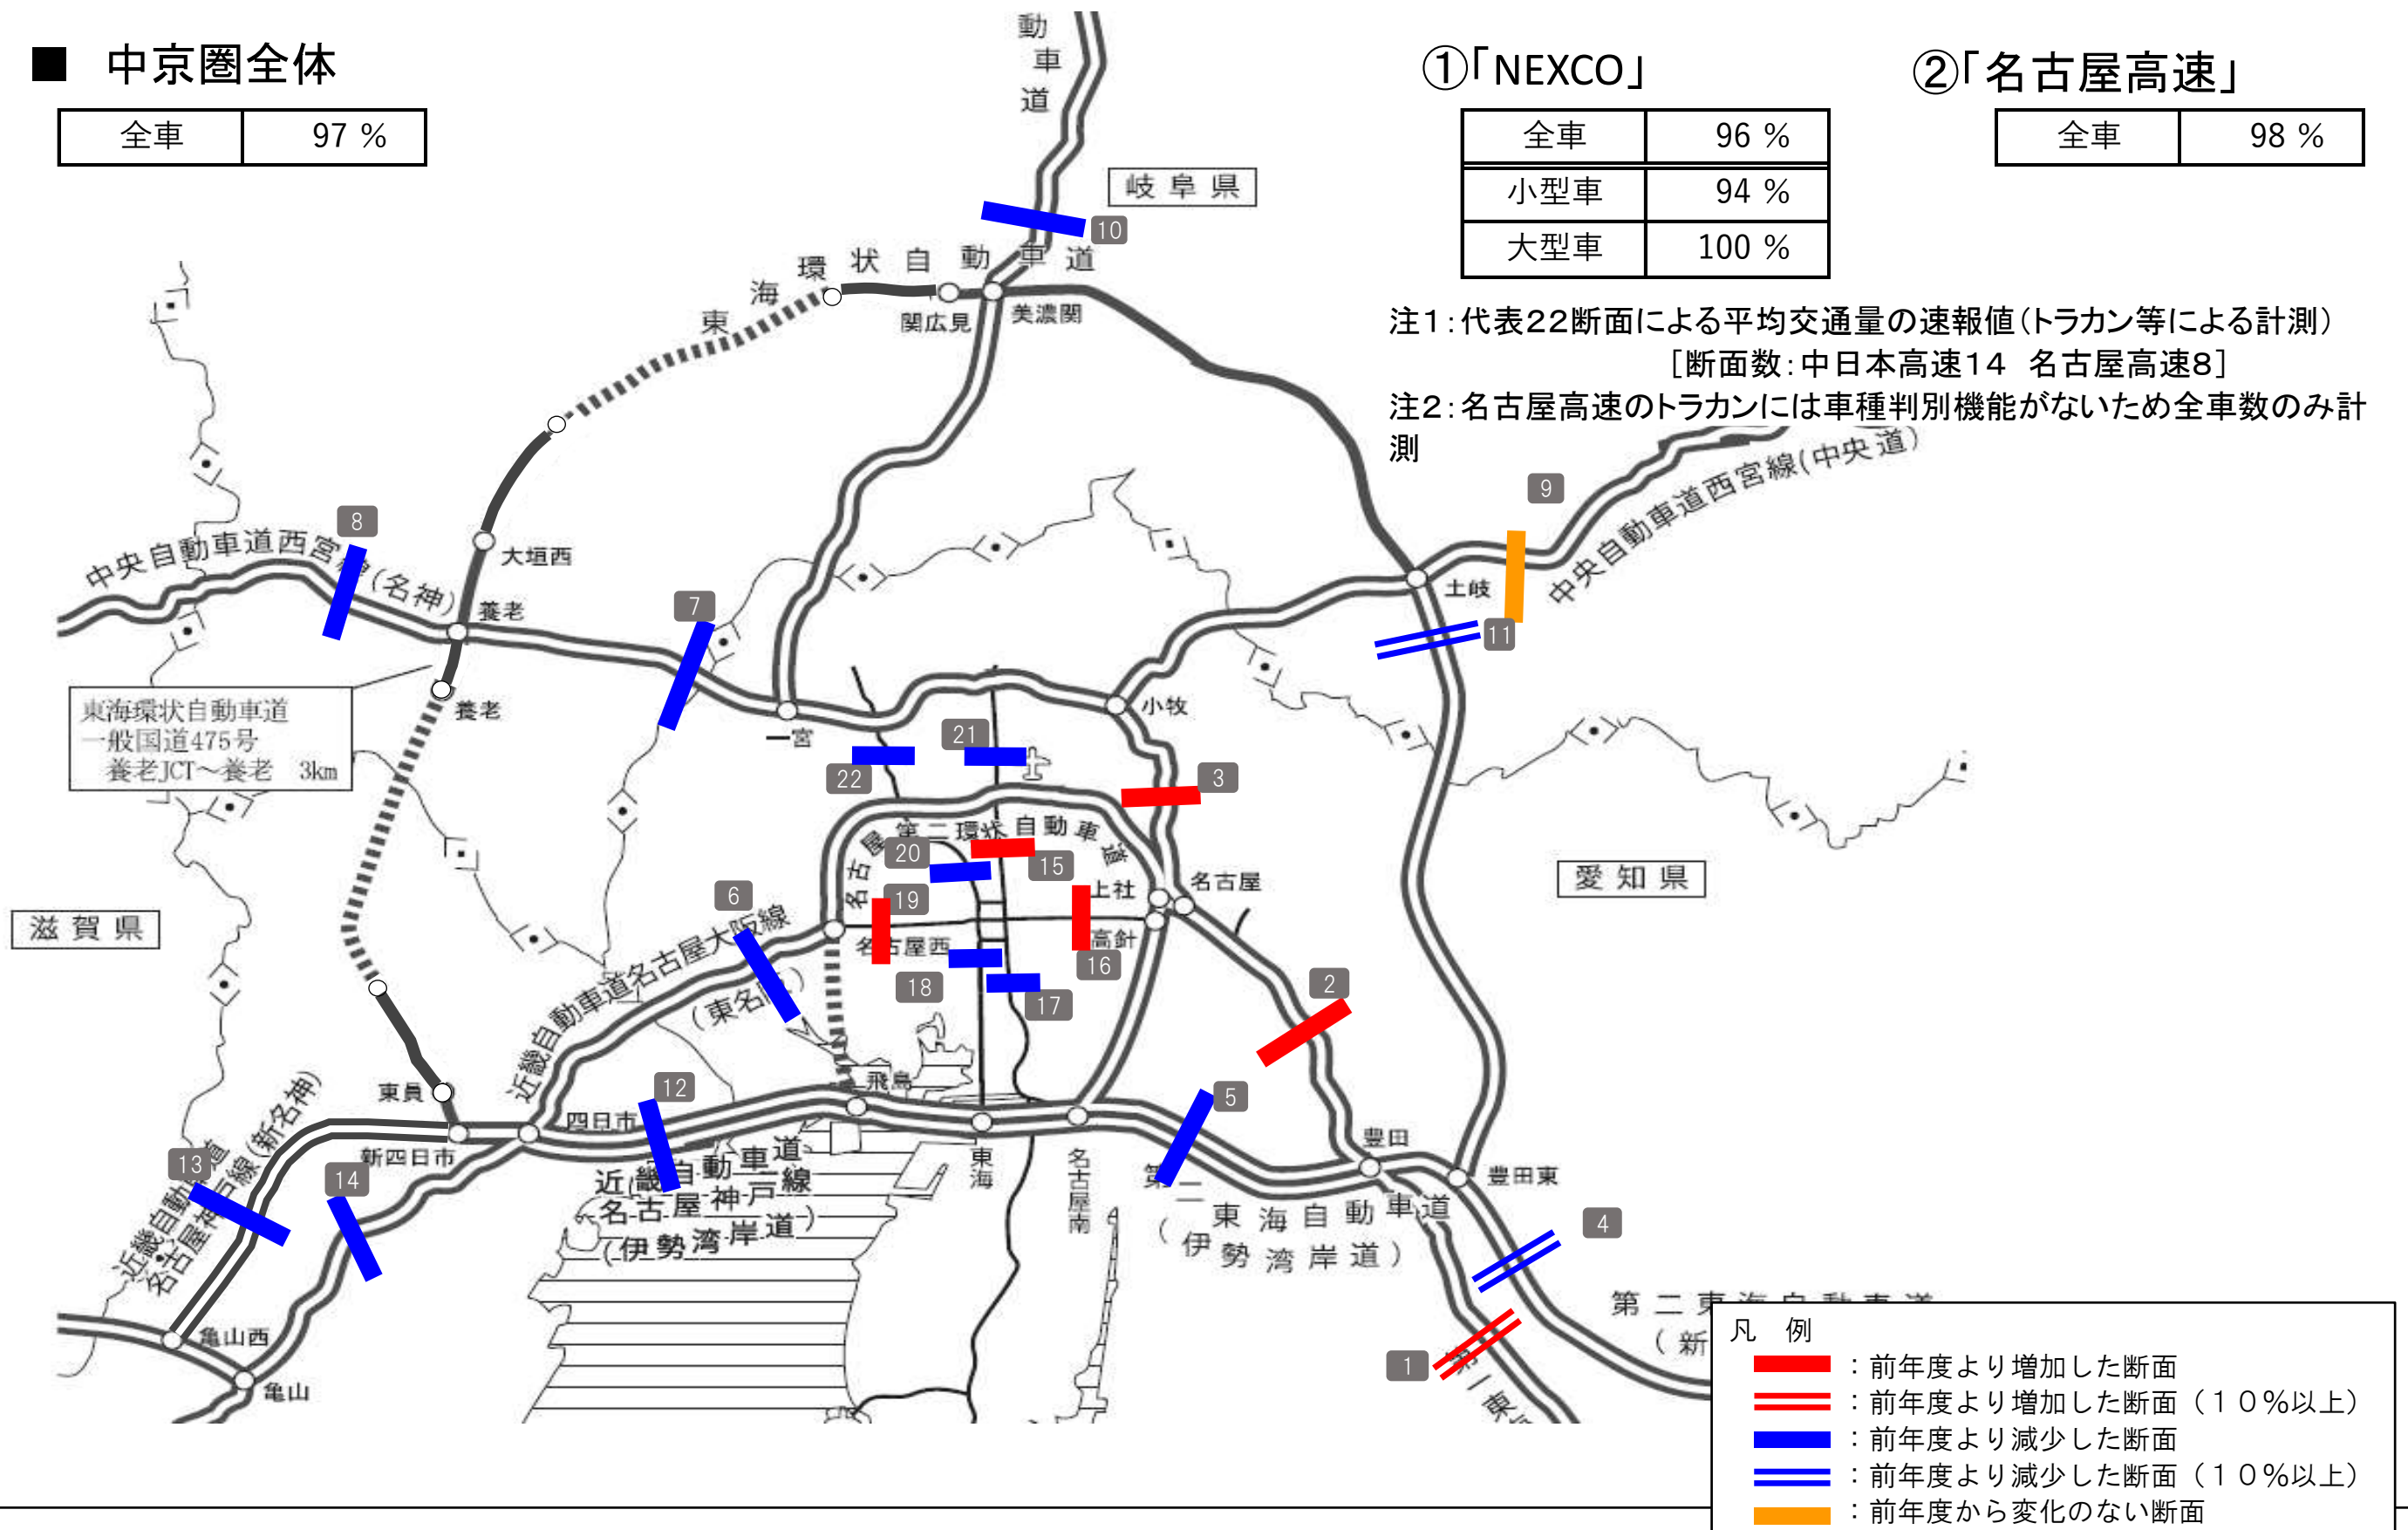 ■ 中京圏全体
全車 97 %
①「NEXCO」
全車 96 %
小型車 94 %
大型車 100 %
②「名古屋高速」
全車 98 %
注1：代表22断面による平均交通量の速報値（トラカン等による計測）
［断面数：中日本高速14 名古屋高速8］
注2：名古屋高速のトラカンには車種判別機能がないため全車数のみ計
測
動車道
岐阜県
10
東海環状自動車道
関広見
美濃関
中央自動車道西宮線(中央道)
9
8
中央自動車道西宮線(名神)
大垣西
養老
7
土岐
11
東海環状自動車道
一般国道475号
養老JCT～養老 3km
養老
一宮
小牧
21
22
3
名古屋第二環状自動車道
20
15
上社
名古屋
愛知県
19
6
滋賀県
名古屋西
高針
16
18
17
2
近畿自動車道名古屋大阪線
(東名阪)
飛島
東員
12
5
四日市
新四日市
13
14
近畿自動車道
名古屋神戸線(新名神)
近畿自動車道
名古屋神戸線
(伊勢湾岸道)
東海
名古屋南
豊田
豊田東
第二東海自動車道
(伊勢湾岸道)
4
1
亀山西
亀山
第二東海自動車道
(新
凡 例
：前年度より増加した断面
：前年度より増加した断面（１０%以上）
：前年度より減少した断面
：前年度より減少した断面（１０%以上）
：前年度から変化のない断面